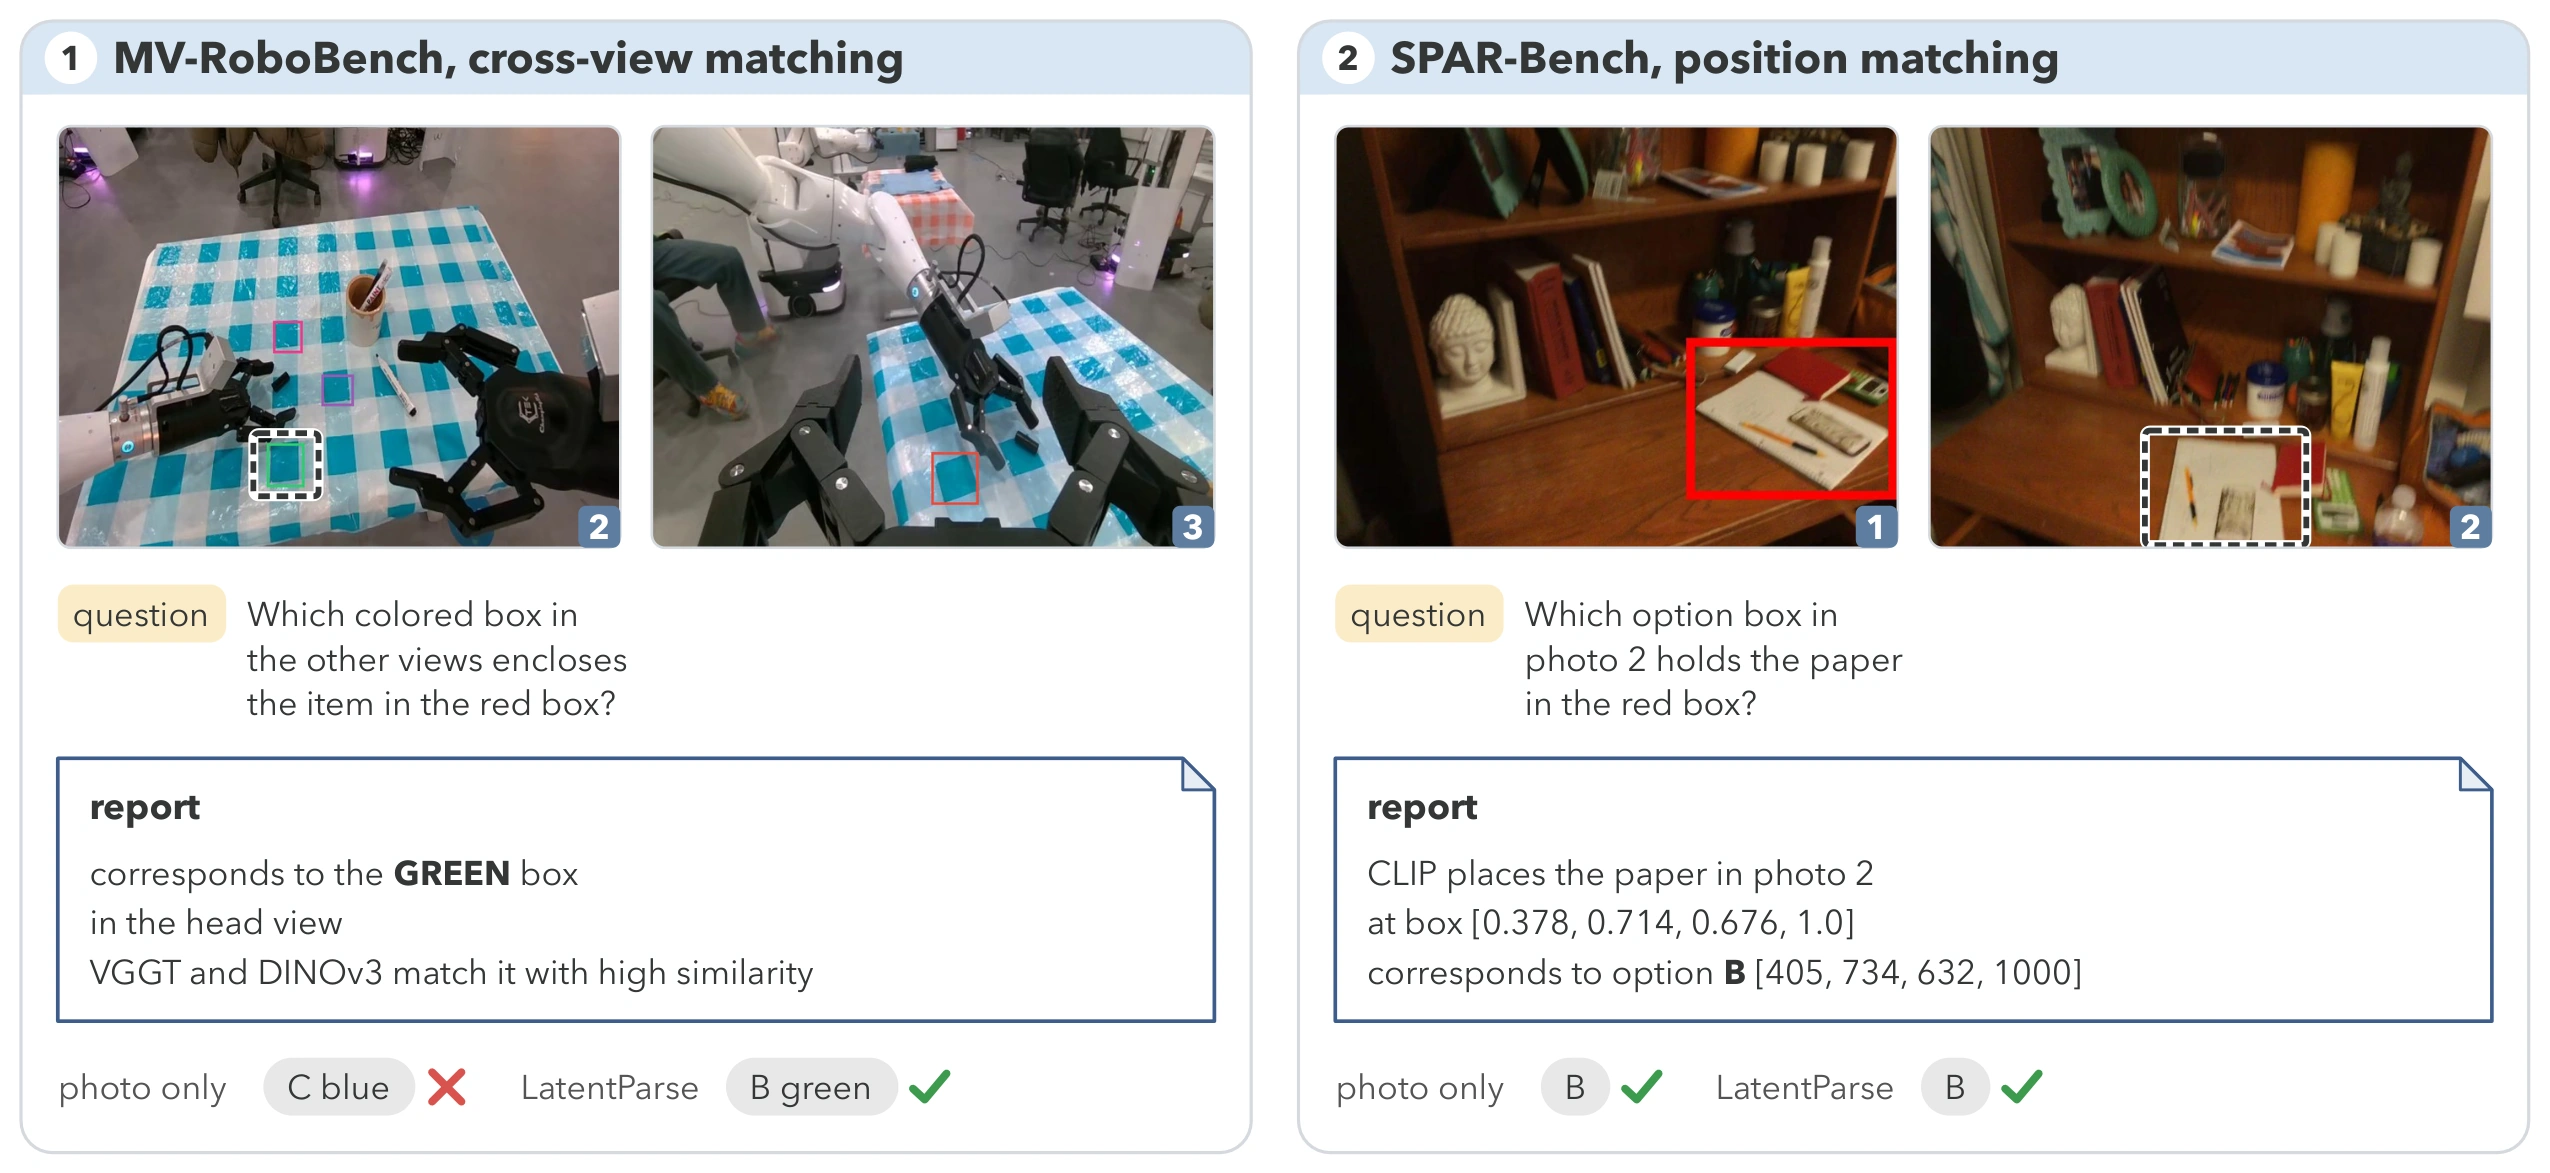 1 MV-RoboBench, cross-view matching
2
3
question
Which colored box in
the other views encloses
the item in the red box?
report
corresponds to the GREEN box
in the head view
VGGT and DINOv3 match it with high similarity
photo only C blue LatentParse B green
2 SPAR-Bench, position matching
1
2
question
Which option box in
photo 2 holds the paper
in the red box?
report
CLIP places the paper in photo 2
at box [0.378, 0.714, 0.676, 1.0]
corresponds to option B [405, 734, 632, 1000]
photo only B LatentParse B